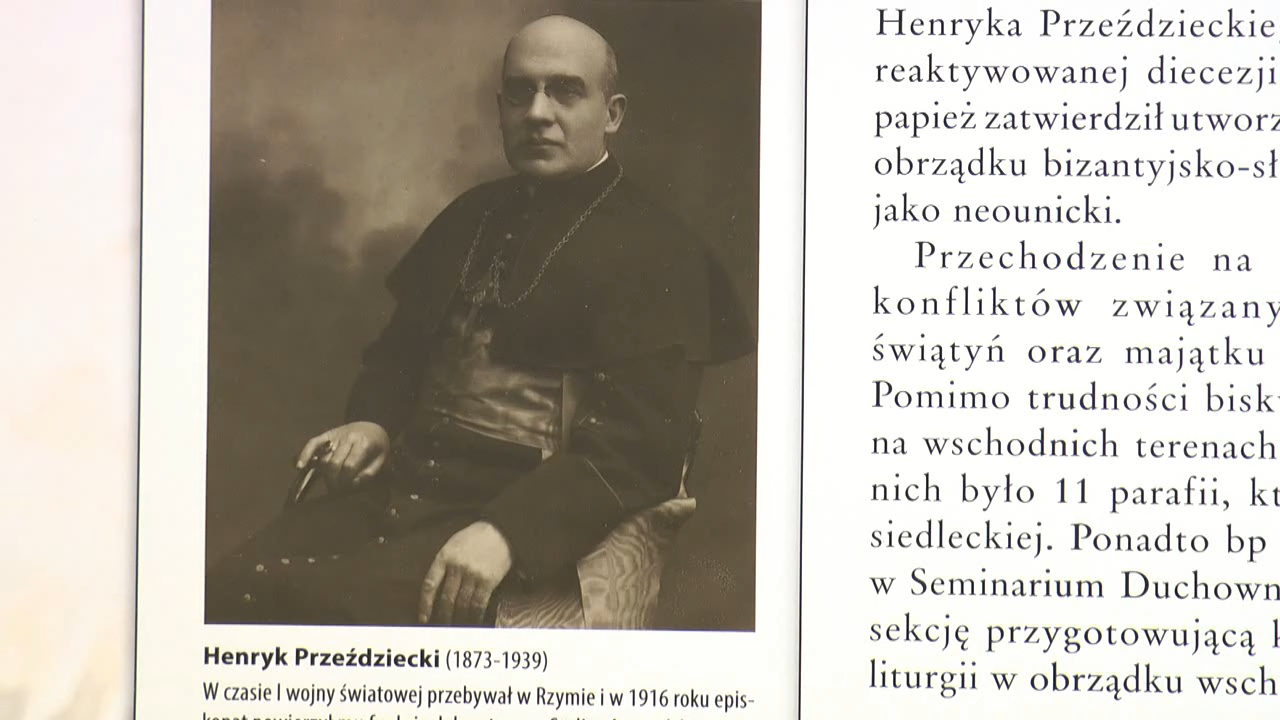 Henryk Przeździecki (1873-1939)
W czasie I wojny światowej przebywał w Rzymie i w 1916 roku epis-
Henryka Przeździeckie
reaktywowanej diecezji
papież zatwierdził utworz
obrządku bizantyjsko-sł
jako neounicki.
Przechodzenie na
konfliktów związany
świątyń oraz majątku
Pomimo trudności bisk
na wschodnich terenach
nich było 11 parafii, kt
siedleckiej. Ponadto bp
w Seminarium Duchown
sekcję przygotowującą k
liturgii w obrządku wsch